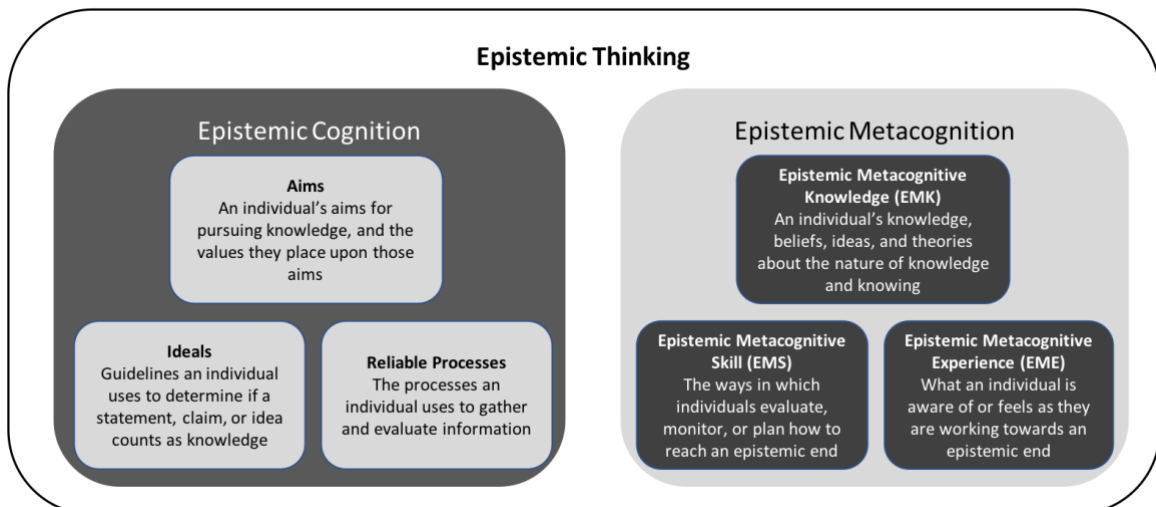 Epistemic Thinking
Epistemic Cognition
Aims
An individual’s aims for
pursuing knowledge, and the
values they place upon those
aims
Ideals
Guidelines an individual
uses to determine if a
statement, claim, or idea
counts as knowledge
Reliable Processes
The processes an
individual uses to gather
and evaluate information
Epistemic Metacognition
Epistemic Metacognitive
Knowledge (EMK)
An individual’s knowledge,
beliefs, ideas, and theories
about the nature of knowledge
and knowing
Epistemic Metacognitive
Skill (EMS)
The ways in which
individuals evaluate,
monitor, or plan how to
reach an epistemic end
Epistemic Metacognitive
Experience (EME)
What an individual is
aware of or feels as they
are working towards an
epistemic end